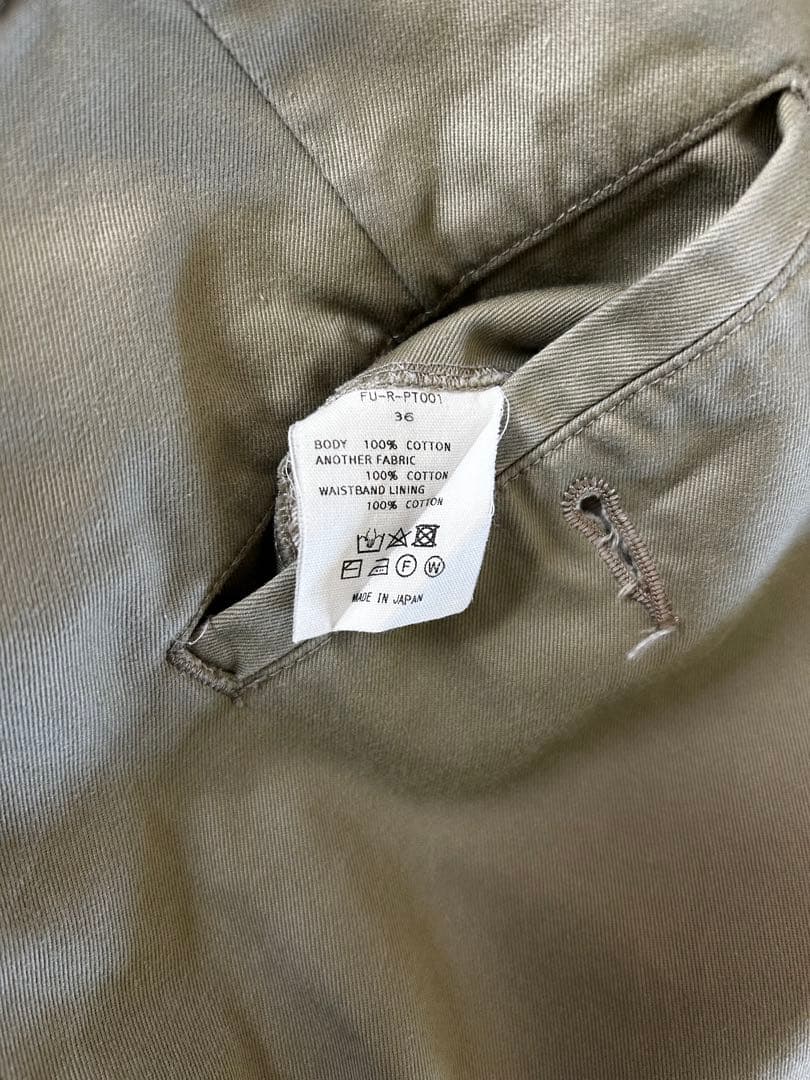 FU-R-PT001
36
BODY 100% COTTON
ANOTHER FABRIC
100% COTTON
WAISTBAND LINING
100% COTTON
F W
MADE IN JAPAN